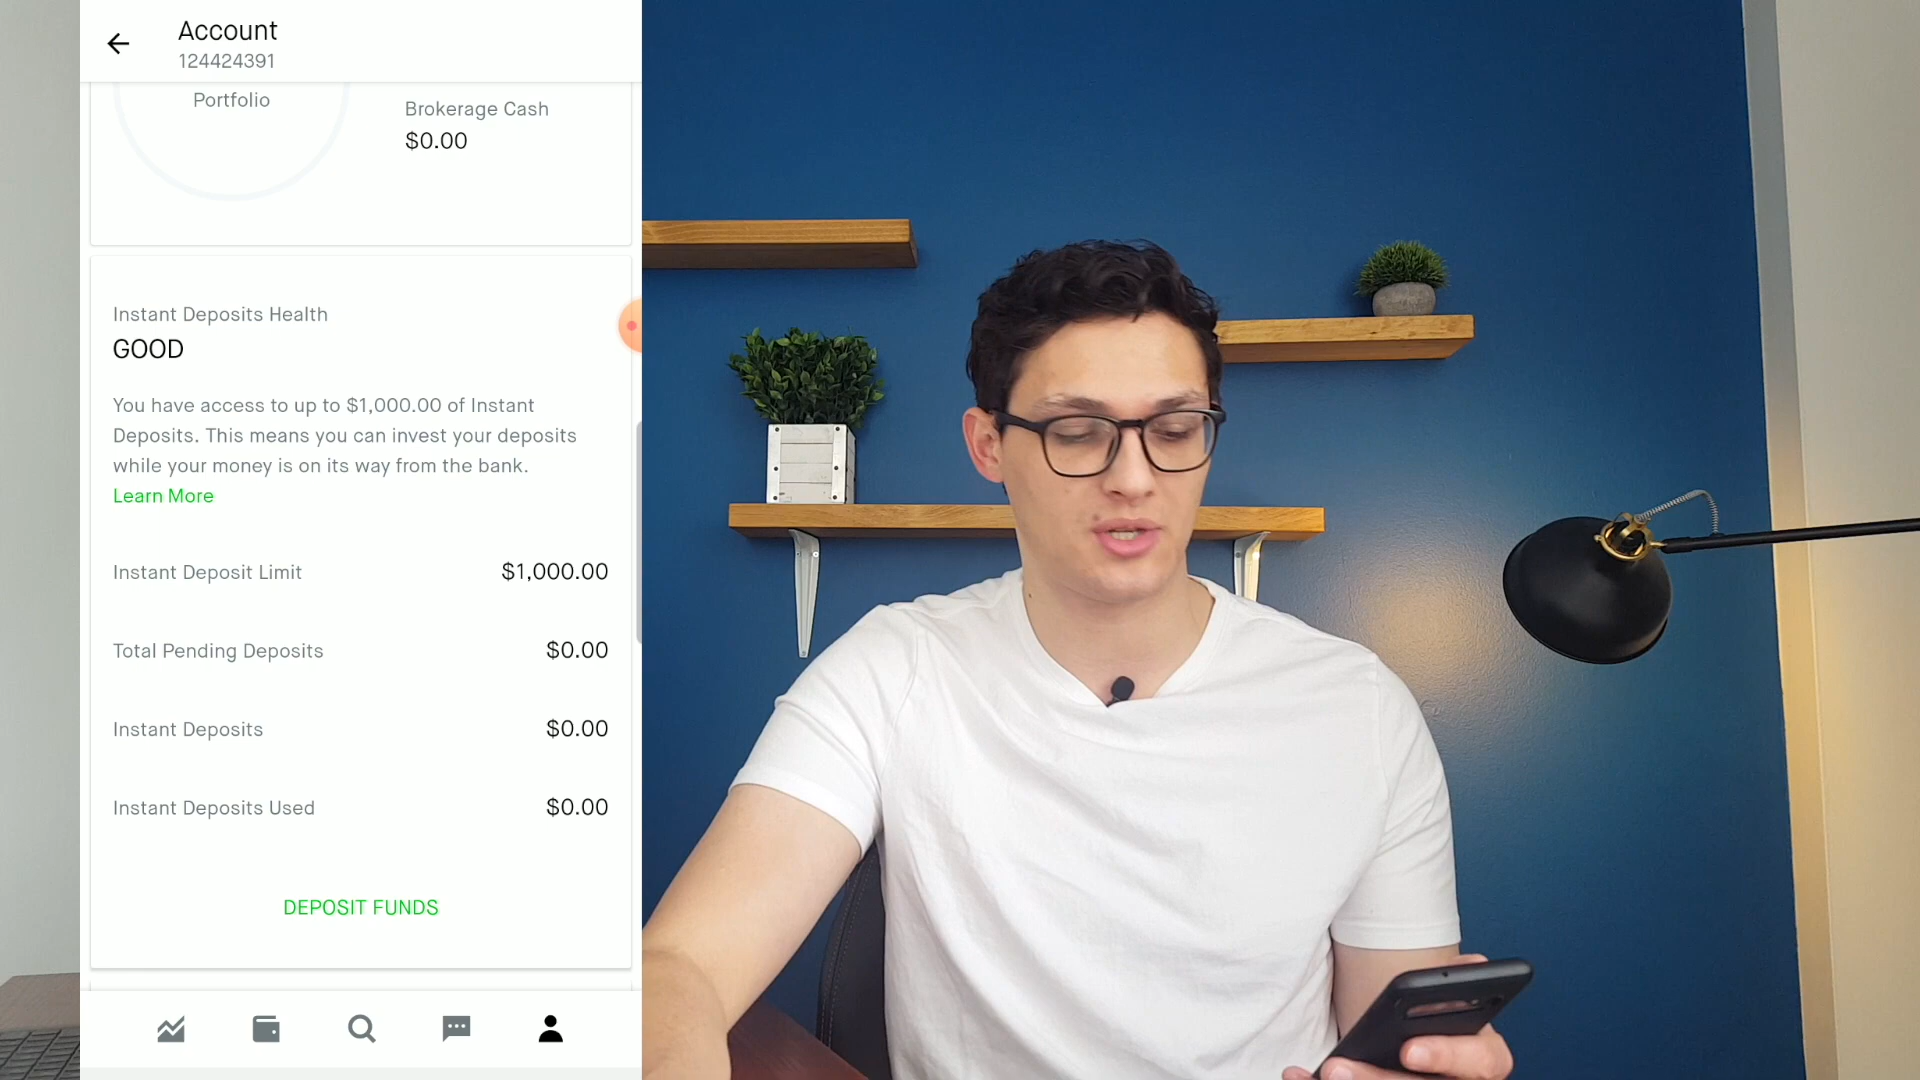 Account
124424391
Portfolio
Brokerage Cash
$0.00
Instant Deposits Health
GOOD
You have access to up to $1,000.00 of Instant
Deposits. This means you can invest your deposits
while your money is on its way from the bank.
Learn More
Instant Deposit Limit $1,000.00
Total Pending Deposits $0.00
Instant Deposits $0.00
Instant Deposits Used $0.00
DEPOSIT FUNDS